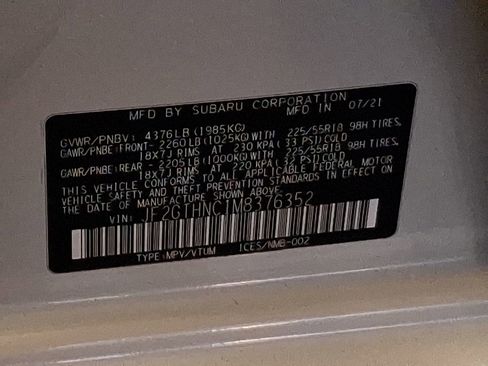 MFD BY SUBARU CORPORATION MFD IN 07/21
GVWR/PNBV: 4376LB(1985KG)
GAWR/PNBE:FRONT-2260LB(1025KG)WITH 225/55R18 98H TIRES.
18X7J RIMS AT 230 KPA( 33 PSI)COLD
GAWR/PNBE:REAR - 2205LB(1000KG)WITH 225/55R18 98H TIRES.
18X7J RIMS AT 220 KPA( 32 PSI)COLD
THIS VEHICLE CONFORMS TO ALL APPLICABLE FEDERAL MOTOR
VEHICLE SAFETY AND THEFT PREVENTION STANDARDS IN EFFECT ON
THE DATE OF MANUFACTURE SHOWN ABOVE.
VIN: JF2GTHNC1M8376352
TYPE:MPV/VTUM ICES/NMB-002